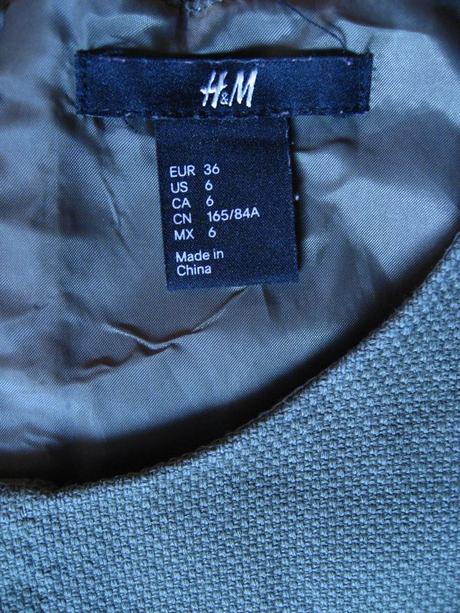 H&M
EUR 36
US 6
CA 6
CN 165/84A
MX 6
Made in
China